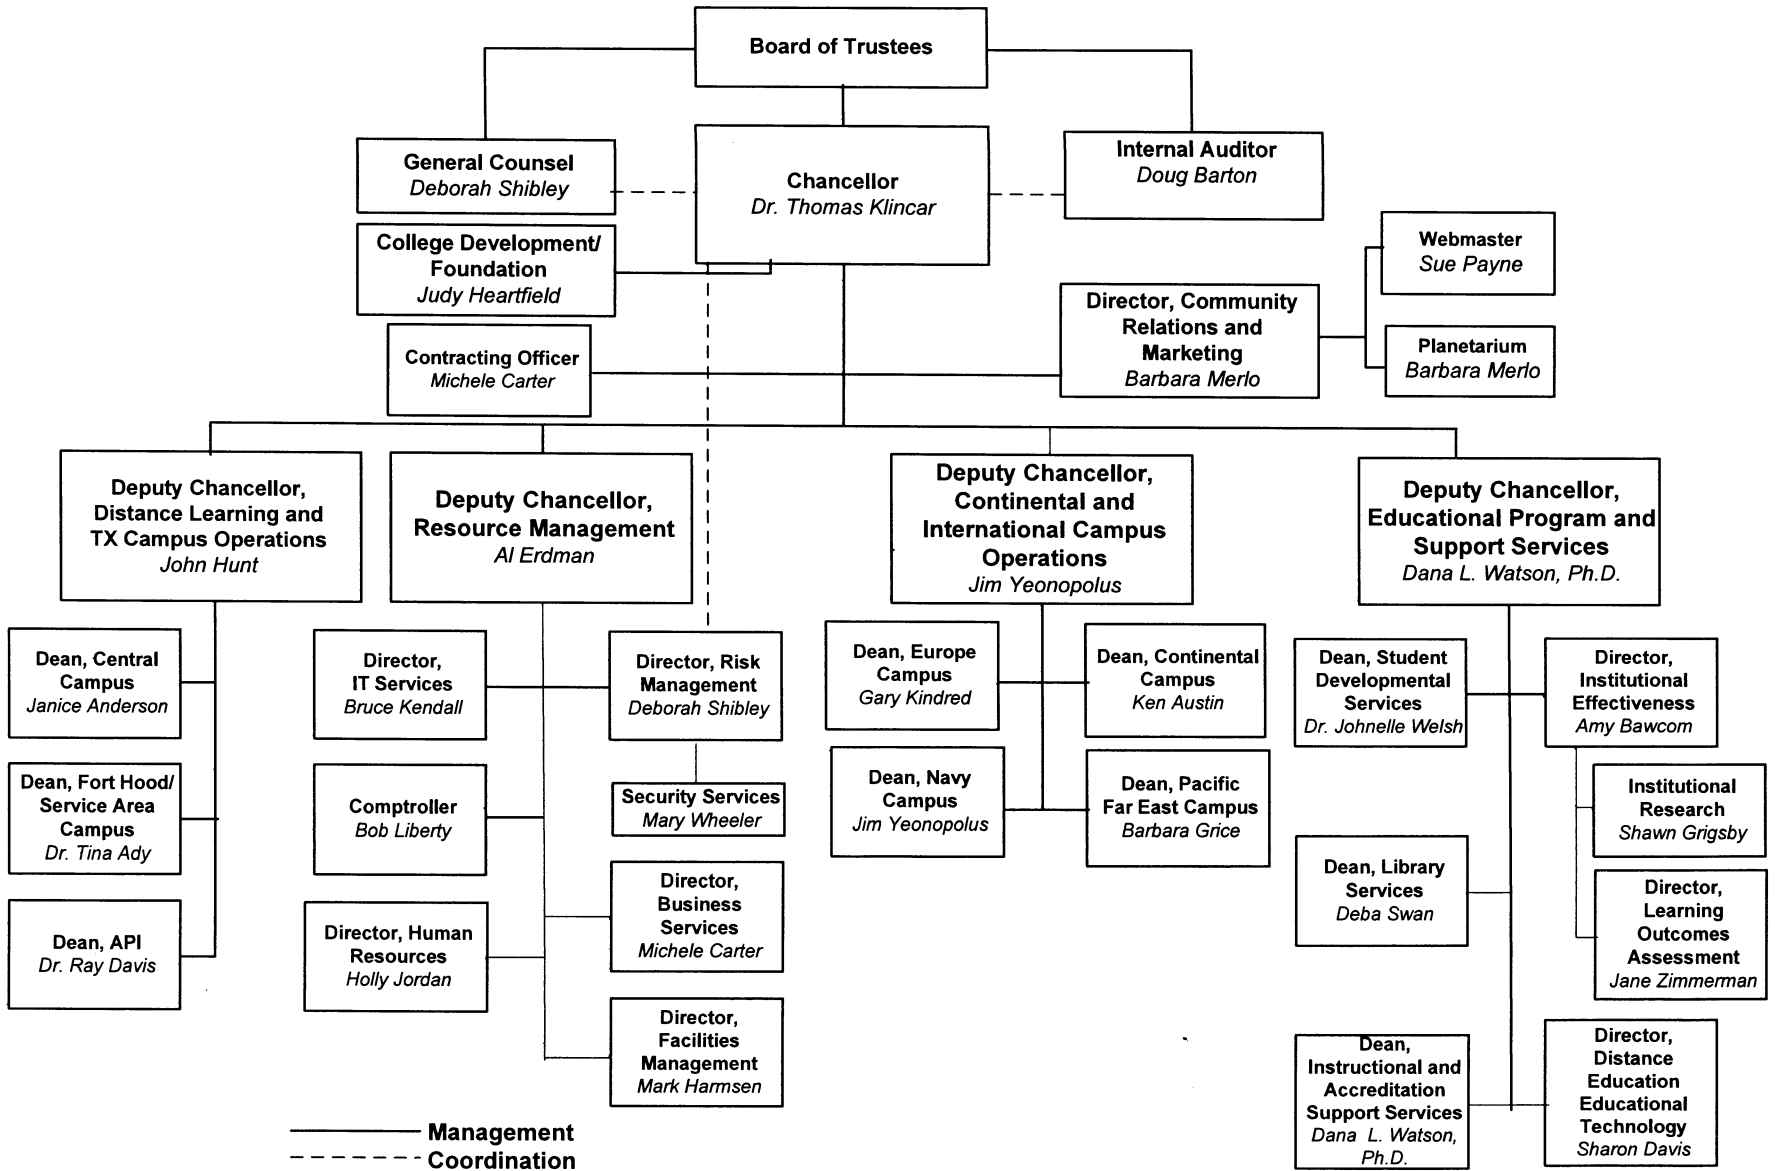 Board of Trustees
General Counsel
Deborah Shibley
Chancellor
Dr. Thomas Klincar
Internal Auditor
Doug Barton
College Development/
Foundation
Judy Heartfield
Webmaster
Sue Payne
Director, Community
Relations and
Marketing
Barbara Merlo
Planetarium
Barbara Merlo
Contracting Officer
Michele Carter
Deputy Chancellor,
Distance Learning and
TX Campus Operations
John Hunt
Deputy Chancellor,
Resource Management
Al Erdman
Deputy Chancellor,
Continental and
International Campus
Operations
Jim Yeonopolus
Deputy Chancellor,
Educational Program and
Support Services
Dana L. Watson, Ph.D.
Dean, Central
Campus
Janice Anderson
Dean, Fort Hood/
Service Area
Campus
Dr. Tina Ady
Dean, API
Dr. Ray Davis
Director,
IT Services
Bruce Kendall
Director, Risk
Management
Deborah Shibley
Comptroller
Bob Liberty
Security Services
Mary Wheeler
Director, Human
Resources
Holly Jordan
Director,
Business
Services
Michele Carter
Director,
Facilities
Management
Mark Harmsen
Dean, Europe
Campus
Gary Kindred
Dean, Continental
Campus
Ken Austin
Dean, Navy
Campus
Jim Yeonopolus
Dean, Pacific
Far East Campus
Barbara Grice
Dean, Student
Developmental
Services
Dr. Johnelle Welsh
Director,
Institutional
Effectiveness
Amy Bawcom
Institutional
Research
Shawn Grigsby
Dean, Library
Services
Deba Swan
Director,
Learning
Outcomes
Assessment
Jane Zimmerman
Dean,
Instructional and
Accreditation
Support Services
Dana L. Watson,
Ph.D.
Director,
Distance
Education
Educational
Technology
Sharon Davis
Management
Coordination